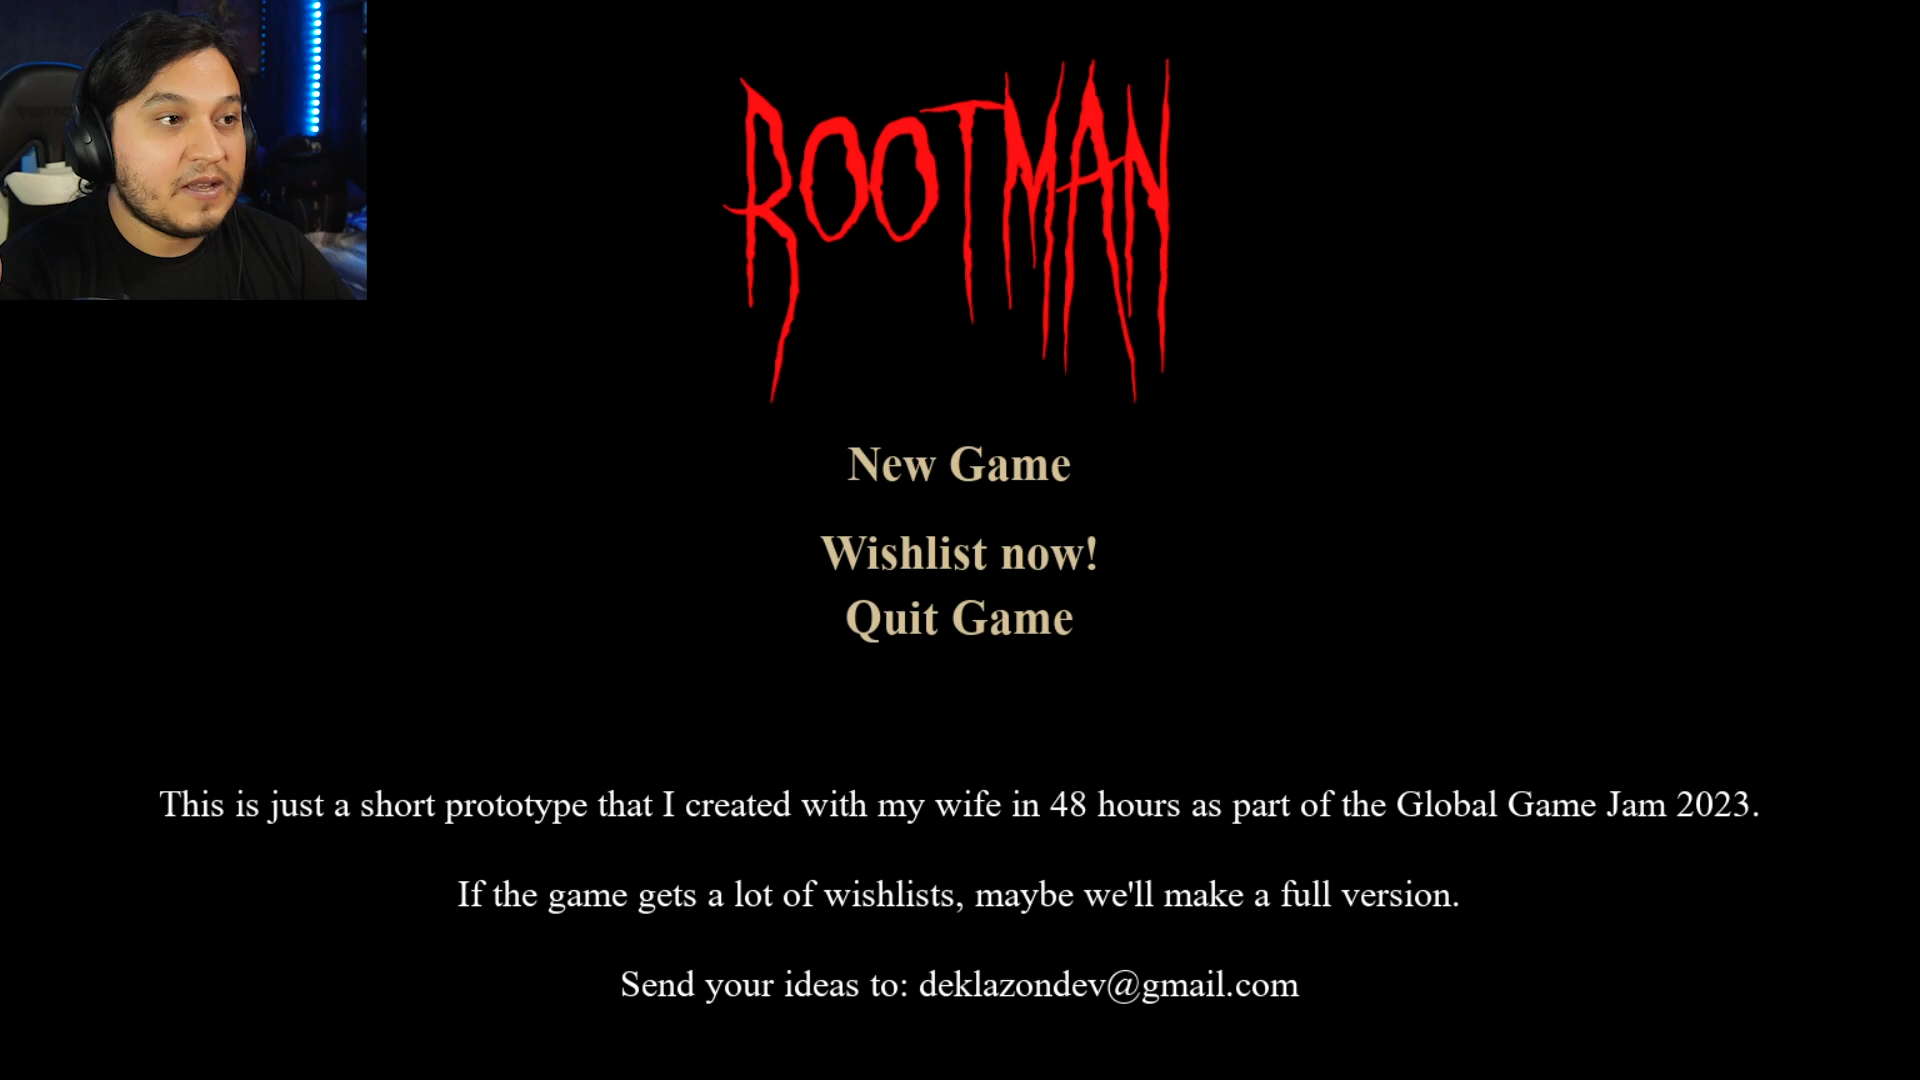 ROOTMAN
New Game
Wishlist now!
Quit Game
This is just a short prototype that I created with my wife in 48 hours as part of the Global Game Jam 2023.
If the game gets a lot of wishlists, maybe we'll make a full version.
Send your ideas to: deklazondev@gmail.com